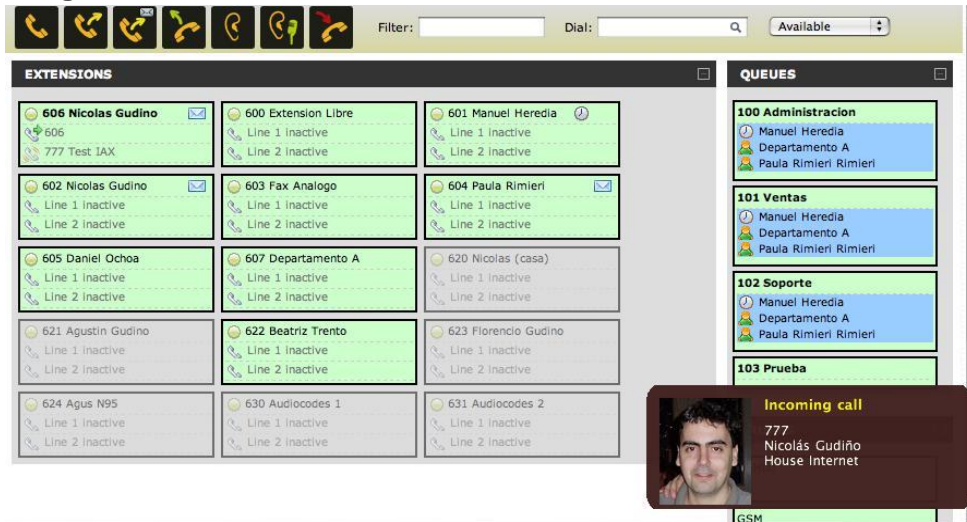 Filter:
Dial:
Available
EXTENSIONS
606 Nicolas Gudino
606
777 Test IAX
600 Extension Libre
Line 1 inactive
Line 2 inactive
601 Manuel Heredia
Line 1 inactive
Line 2 inactive
602 Nicolas Gudino
Line 1 inactive
Line 2 inactive
603 Fax Analogo
Line 1 inactive
Line 2 inactive
604 Paula Rimieri
Line 1 inactive
Line 2 inactive
605 Daniel Ochoa
Line 1 inactive
Line 2 inactive
607 Departamento A
Line 1 inactive
Line 2 inactive
620 Nicolas (casa)
Line 1 inactive
Line 2 inactive
621 Agustin Gudino
Line 1 inactive
Line 2 inactive
622 Beatriz Trento
Line 1 inactive
Line 2 inactive
623 Florencio Gudino
Line 1 inactive
Line 2 inactive
624 Agus N95
Line 1 inactive
Line 2 inactive
630 Audiocodes 1
Line 1 inactive
Line 2 inactive
631 Audiocodes 2
Line 1 inactive
Line 2 inactive
QUEUES
100 Administracion
Manuel Heredia
Departamento A
Paula Rimieri Rimieri
101 Ventas
Manuel Heredia
Departamento A
Paula Rimieri Rimieri
102 Soporte
Manuel Heredia
Departamento A
Paula Rimieri Rimieri
103 Prueba
Incoming call
777
Nicolás Gudiño
House Internet
GSM